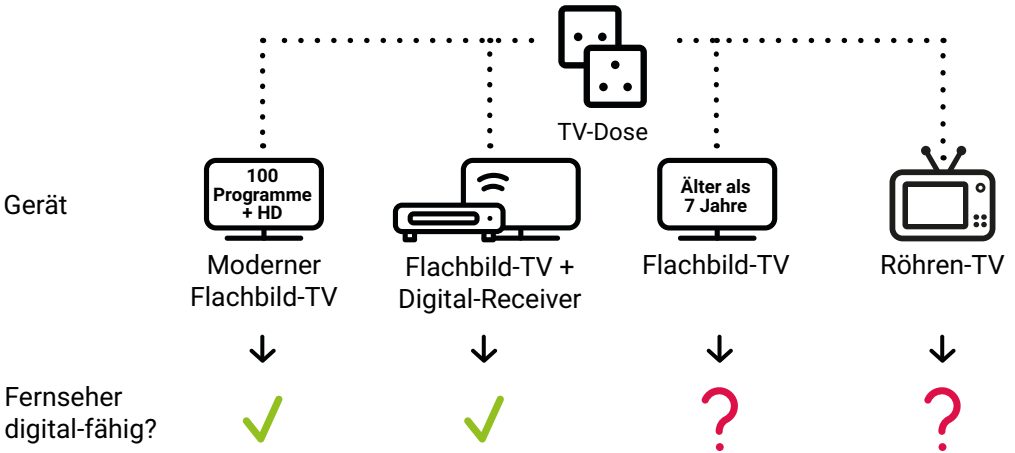 TV-Dose
Gerät
100
Programme
+ HD
Älter als
7 Jahre
Moderner
Flachbild-TV
Flachbild-TV +
Digital-Receiver
Flachbild-TV
Röhren-TV
Fernseher
digital-fähig?